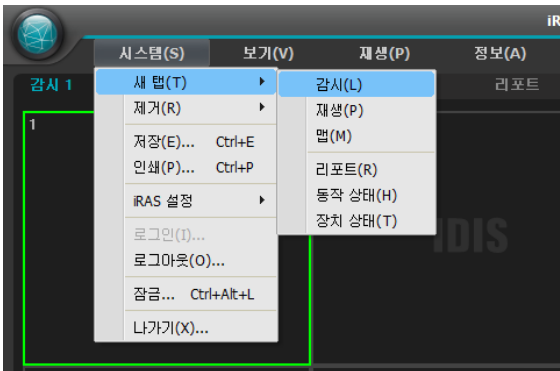 iR
시스템(S) 보기(V) 재생(P) 정보(A)
감시 1 리포트
새 탭(T)
제거(R)
저장(E)... Ctrl+E
인쇄(P)... Ctrl+P
iRAS 설정
로그인(I)...
로그아웃(O)...
잠금... Ctrl+Alt+L
나가기(X)...
감시(L)
재생(P)
맵(M)
리포트(R)
동작 상태(H)
장치 상태(T)
1
IDIS